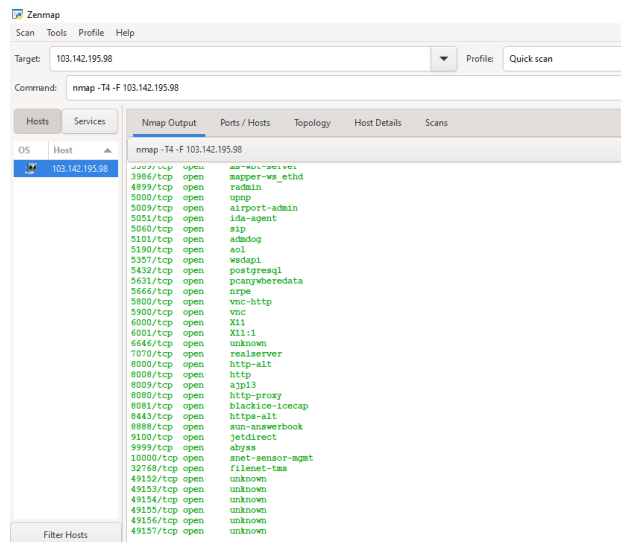 Zenmap
Scan Tools Profile Help
Target: 103.142.195.98 Profile: Quick scan
Command: nmap -T4 -F 103.142.195.98
Hosts Services
Nmap Output Ports / Hosts Topology Host Details Scans
OS Host
103.142.195.98
nmap -T4 -F 103.142.195.98
3389/tcp open ms-wbt-server
3986/tcp open mapper-ws_ethd
4899/tcp open radmin
5000/tcp open upnp
5009/tcp open airport-admin
5051/tcp open ida-agent
5060/tcp open sip
5101/tcp open admdog
5190/tcp open aol
5357/tcp open wsdapi
5432/tcp open postgresql
5631/tcp open pcanywheredata
5666/tcp open nrpe
5800/tcp open vnc-http
5900/tcp open vnc
6000/tcp open X11
6001/tcp open X11:1
6646/tcp open unknown
7070/tcp open realserver
8000/tcp open http-alt
8008/tcp open http
8009/tcp open ajp13
8080/tcp open http-proxy
8081/tcp open blackice-icecap
8443/tcp open https-alt
8888/tcp open sun-answerbook
9100/tcp open jetdirect
9999/tcp open abyss
10000/tcp open snet-sensor-mgmt
32768/tcp open filenet-tms
49152/tcp open unknown
49153/tcp open unknown
49154/tcp open unknown
49155/tcp open unknown
49156/tcp open unknown
49157/tcp open unknown
Filter Hosts